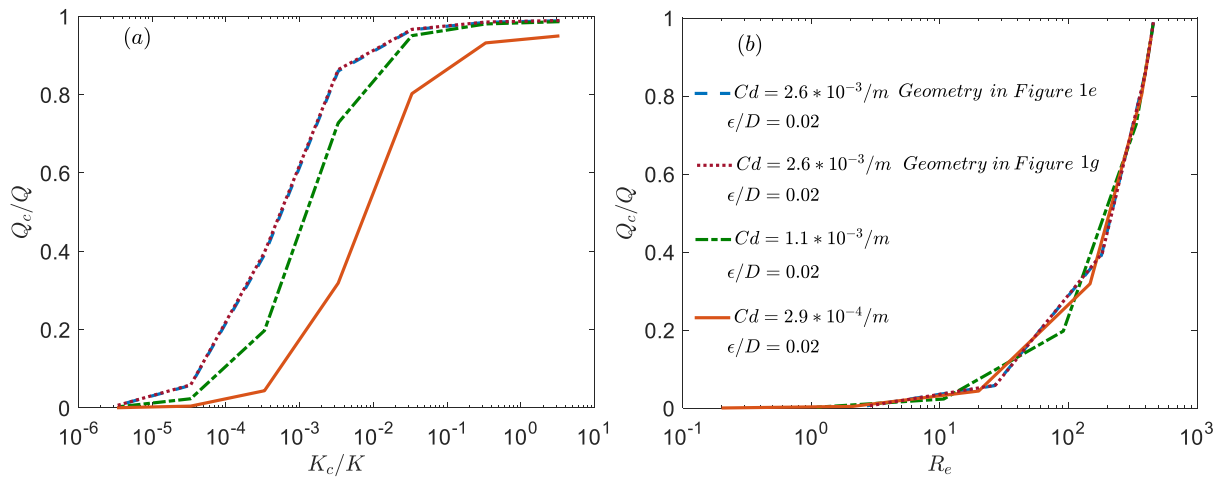 (a)
Q_c/Q
1
0.8
0.6
0.4
0.2
0
10^-6
10^-5
10^-4
10^-3
10^-2
10^-1
10^0
10^1
K_c/K
(b)
Q_c/Q
1
0.8
0.6
0.4
0.2
0
Cd = 2.6 * 10^-3/m Geometry in Figure 1e
ϵ/D = 0.02
Cd = 2.6 * 10^-3/m Geometry in Figure 1g
ϵ/D = 0.02
Cd = 1.1 * 10^-3/m
ϵ/D = 0.02
Cd = 2.9 * 10^-4/m
ϵ/D = 0.02
10^-1
10^0
10^1
10^2
10^3
R_e